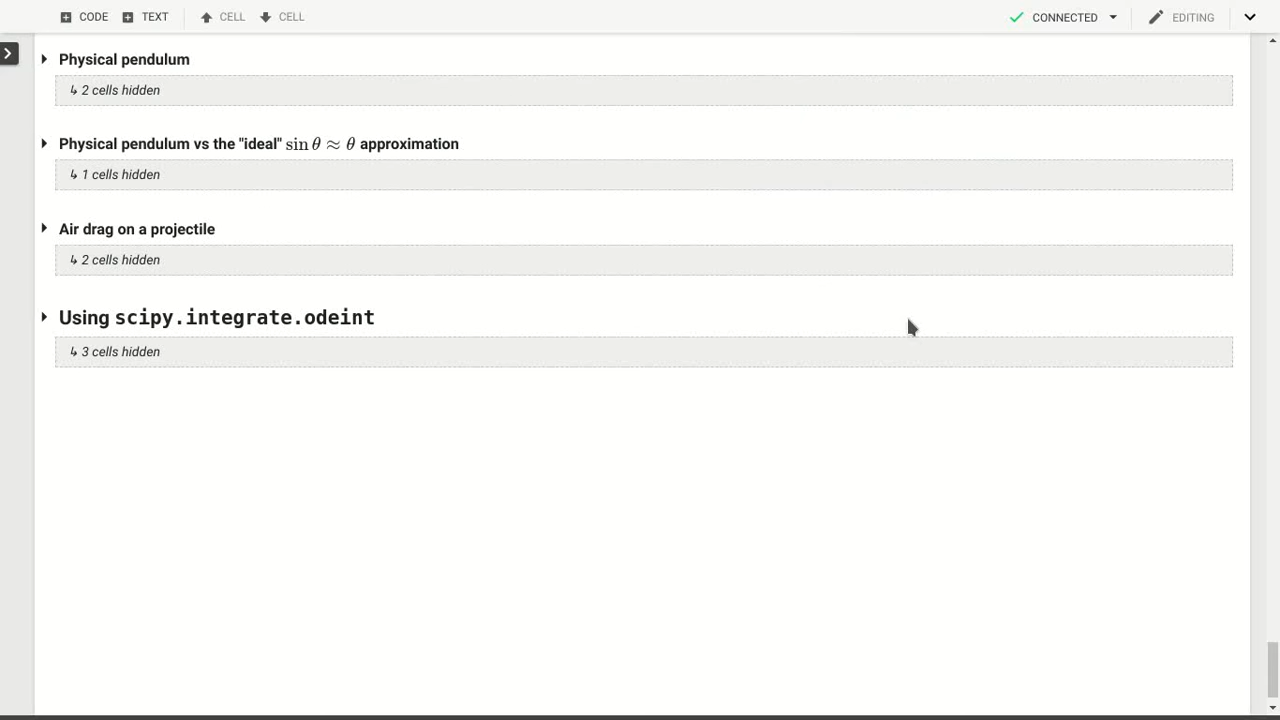 CODE TEXT CELL CELL CONNECTED EDITING
Physical pendulum
↳ 2 cells hidden
Physical pendulum vs the "ideal" sin θ ≈ θ approximation
↳ 1 cells hidden
Air drag on a projectile
↳ 2 cells hidden
Using scipy.integrate.odeint
↳ 3 cells hidden